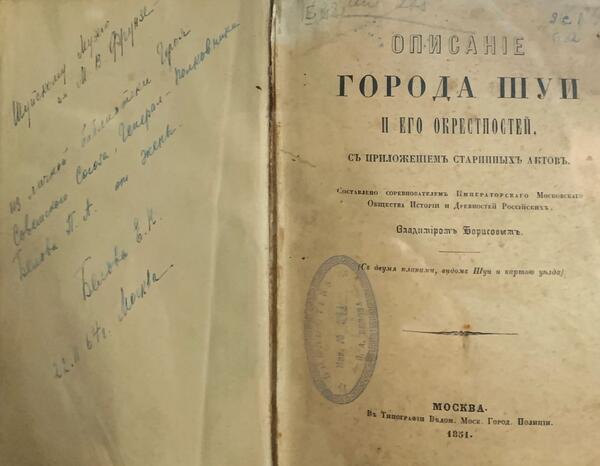 Шуйскому Музею
им М. В. Фрунзе
из личной библиотеки Героя
Советского Союза, Генерал-полковника
Белова П. А. от жены.
Белова Е. К.
22.II 64г. Москва.
ОПИСАНІЕ
ГОРОДА ШУИ
И ЕГО ОКРЕСТНОСТЕЙ,
СЪ ПРИЛОЖЕНІЕМЪ СТАРИННЫХЪ АКТОВЪ.
Составлено соревнователемъ Императорскаго Московскаго
Общества Исторіи и Древностей Россійскихъ,
Владиміромъ Борисовымъ.
(Съ двумя планами, видомъ Шуи и картою уѣзда)
БИБЛИОТЕКА
П. А. БЕЛОВА
МОСКВА.
Въ Типографіи Вѣдом. Моск. Город. Полиціи.
1851.